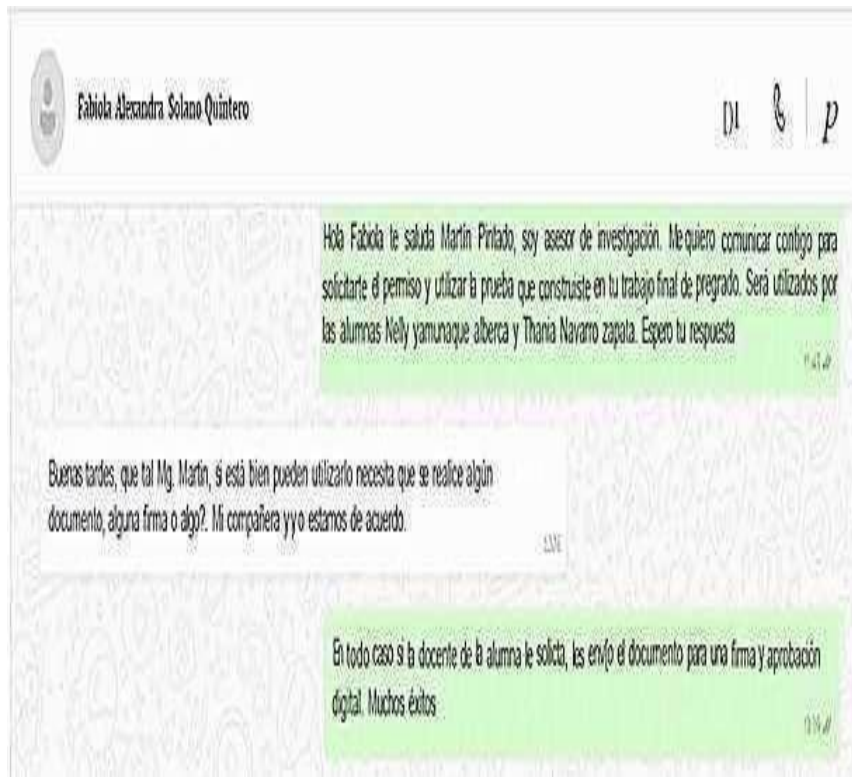 Fabiola Alexandra Solano Quintero
Hola Fabiola te saluda Martín Pintado, soy asesor de investigación. Me quiero comunicar contigo para
solicitarte el permiso y utilizar la prueba que construiste en tu trabajo final de pregrado. Será utilizados por
las alumnas Nelly yamunaque alberca y Thania Navarro zapata. Espero tu respuesta
Buenas tardes, que tal Mg. Martín, si está bien pueden utilizarlo necesita que se realice algún
documento, alguna firma o algo?. Mi compañera y yo estamos de acuerdo.
En todo caso si la docente de la alumna le solicita, les envío el documento para una firma y aprobación
digital. Muchos éxitos